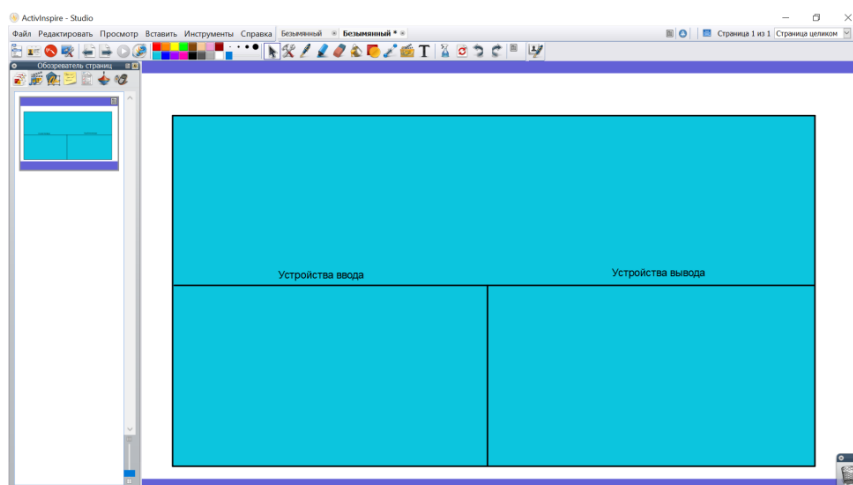 ActivInspire - Studio
Файл Редактировать Просмотр Вставить Инструменты Справка Безымянный Безымянный * Страница 1 из 1 Страница целиком
Обозреватель страниц
Устройства ввода
Устройства вывода